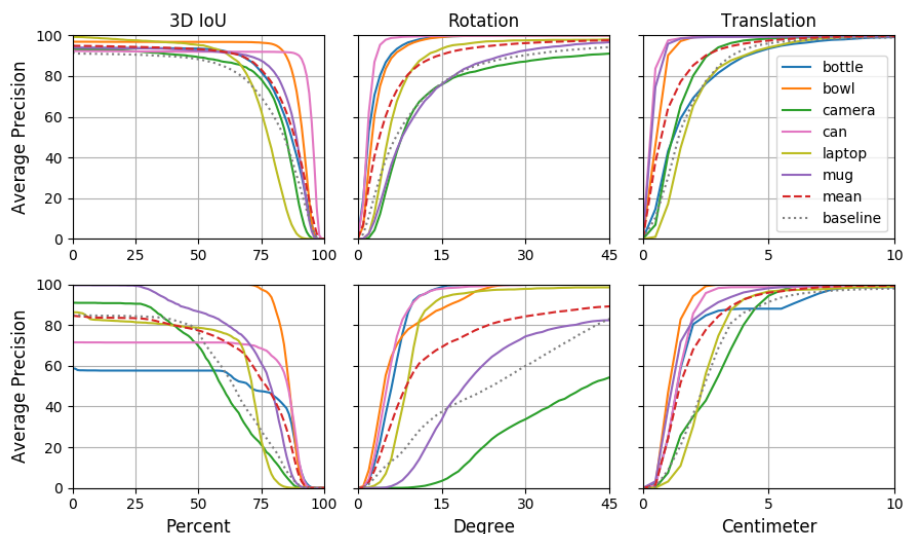 3D IoU
Rotation
Translation
Average Precision
100
80
60
40
20
0
0
25
50
75
100
0
15
30
45
0
5
10
bottle
bowl
camera
can
laptop
mug
mean
baseline
Average Precision
100
80
60
40
20
0
0
25
50
75
100
0
15
30
45
0
5
10
Percent
Degree
Centimeter